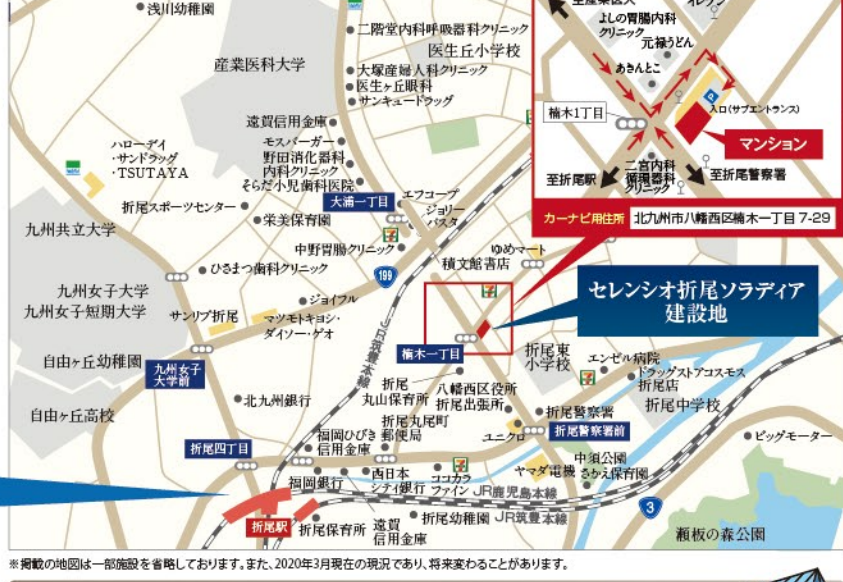 浅川幼稚園
二階堂内科呼吸器科クリニック
医生丘小学校
産業医科大学
大塚産婦人科クリニック
医生ヶ丘眼科
サンキュードラッグ
遠賀信用金庫
モスバーガー
野田消化器科
内科クリニック
そらだ小児歯科医院
ハローデイ
・サンドラッグ
・TSUTAYA
大浦一丁目
エフコープ
ジョリー
パスタ
折尾スポーツセンター
栄美保育園
九州共立大学
中野胃腸クリニック
ひさまつ歯科クリニック
199
ゆめマート
積文館書店
九州女子大学
九州女子短期大学
ジョイフル
サンリブ折尾
マツモトキヨシ・
ダイソー・ゲオ
JR筑豊本線
自由ヶ丘幼稚園
九州女子
大学前
自由ヶ丘高校
北九州銀行
楠木一丁目
折尾
丸山保育所
八幡西区役所
折尾出張所
折尾東
小学校
エンゼル病院
ドラッグストアコスモス
折尾店
折尾中学校
折尾四丁目
福岡ひびき
信用金庫
折尾丸尾町
郵便局
ユニクロ
折尾警察署
折尾警察署前
ビッグモーター
福岡銀行
西日本
シティ銀行
ココカラ
ファイン
ヤマダ電機
中須公園
さかえ保育園
JR鹿児島本線
JR筑豊本線
3
折尾駅
折尾保育所
遠賀
信用金庫
折尾幼稚園
瀬板の森公園
よしの胃腸内科
クリニック
元禄うどん
あきんとこ
P
入口(サブエントランス)
楠木1丁目
マンション
二宮内科
循環器科
クリニック
至折尾駅
至折尾警察署
カーナビ用住所 北九州市八幡西区楠木一丁目 7-29
セレンシオ折尾ソラディア
建設地
※掲載の地図は一部施設を省略しております。また、2020年3月現在の現況であり、将来変わることがあります。